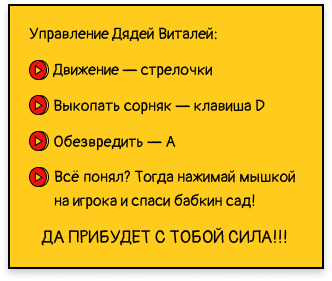 Управление Дядей Виталей:
Движение — стрелочки
Выкопать сорняк — клавиша D
Обезвредить — A
Всё понял? Тогда нажимай мышкой
на игрока и спаси бабкин сад!
ДА ПРИБУДЕТ С ТОБОЙ СИЛА!!!